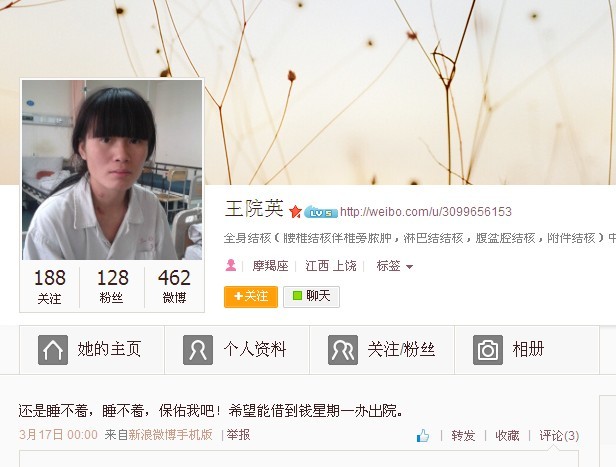 王院英 LV 5 http://weibo.com/u/3099656153
全身结核（腰椎结核伴椎旁脓肿，淋巴结结核，腹盆腔结核，附件结核）中
摩羯座 | 江西 上饶 | 标签
188 128 462
关注 粉丝 微博
+关注 聊天
她的主页 个人资料 关注/粉丝 相册
还是睡不着，睡不着，保佑我吧！希望能借到钱星期一办出院。
3月17日 00:00 来自新浪微博手机版 | 举报 | 转发 | 收藏 | 评论(3)